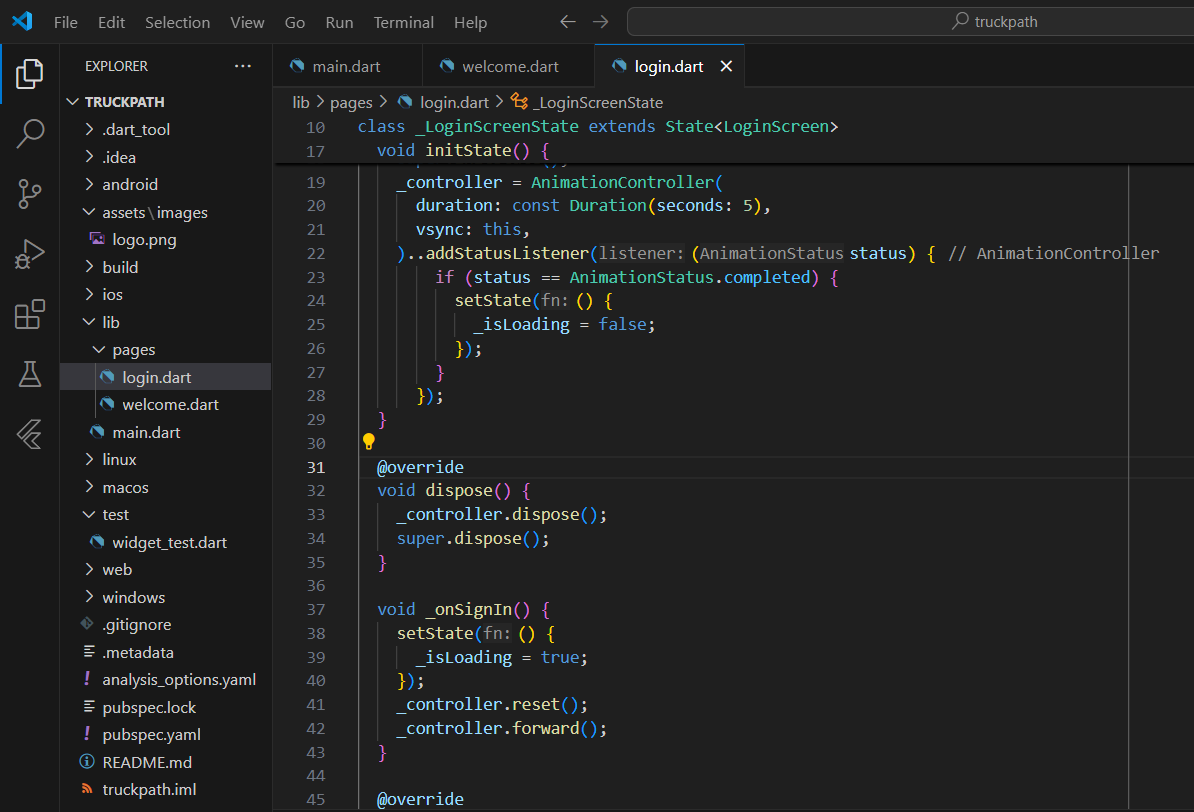 File Edit Selection View Go Run Terminal Help
truckpath
EXPLORER
TRUCKPATH
.dart_tool
.idea
android
assets\images
logo.png
build
ios
lib
pages
login.dart
welcome.dart
main.dart
linux
macos
test
widget_test.dart
web
windows
.gitignore
.metadata
analysis_options.yaml
pubspec.lock
pubspec.yaml
README.md
truckpath.iml
main.dart welcome.dart login.dart
lib > pages > login.dart > _LoginScreenState
10 class _LoginScreenState extends State<LoginScreen>
17 void initState() {
19 _controller = AnimationController(
20 duration: const Duration(seconds: 5),
21 vsync: this,
22 )..addStatusListener(listener: (AnimationStatus status) { // AnimationController
23 if (status == AnimationStatus.completed) {
24 setState(fn: () {
25 _isLoading = false;
26 });
27 }
28 });
29 }
30
31 @override
32 void dispose() {
33 _controller.dispose();
34 super.dispose();
35 }
36
37 void _onSignIn() {
38 setState(fn: () {
39 _isLoading = true;
40 });
41 _controller.reset();
42 _controller.forward();
43 }
44
45 @override